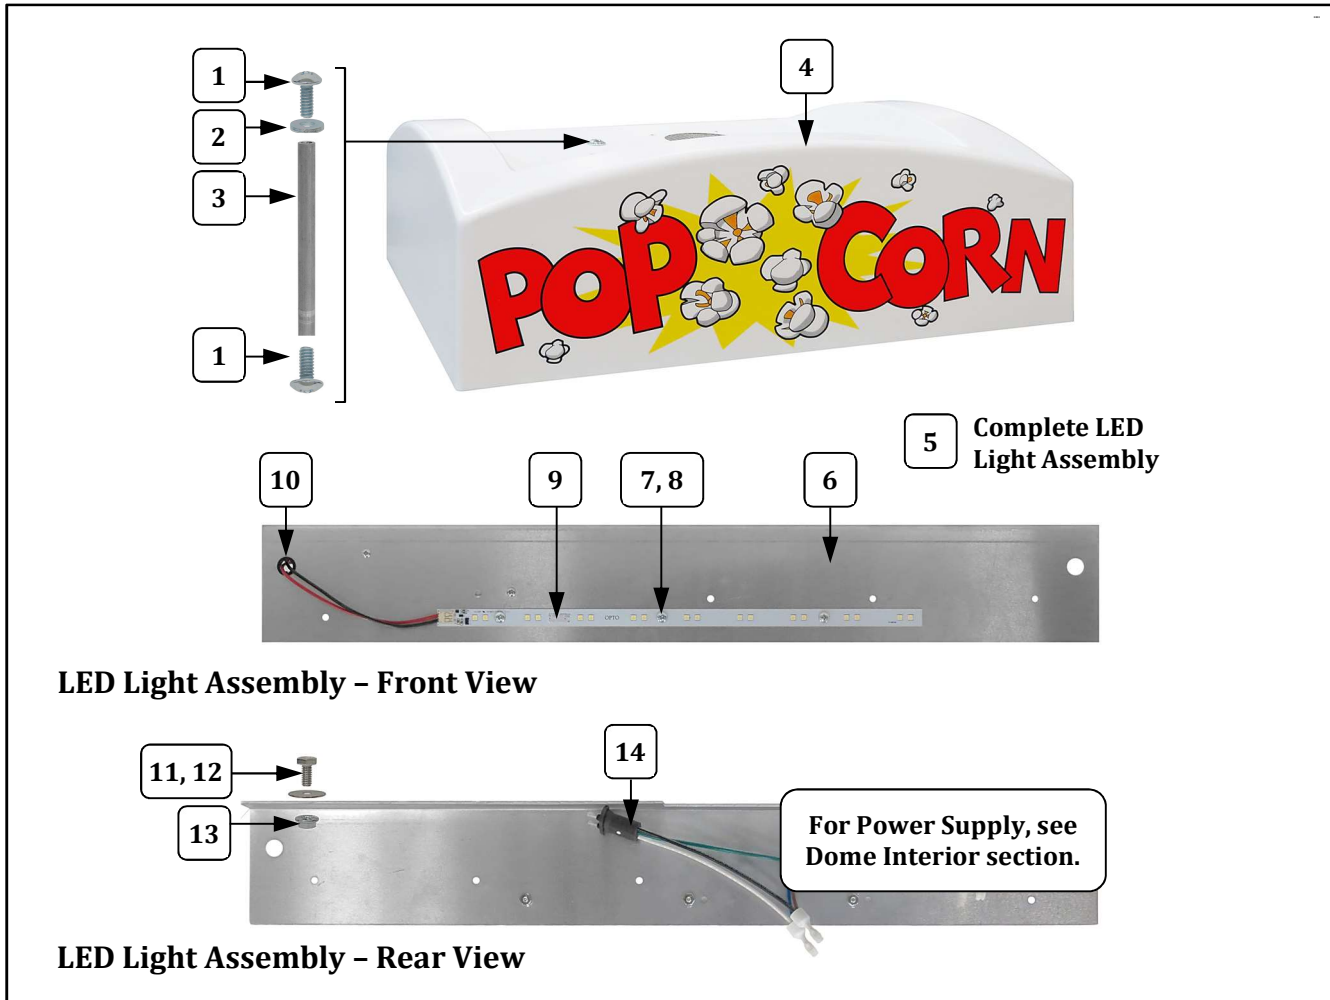 1
2
3
1
4
POP CORN
5
Complete LED
Light Assembly
10
9
7, 8
6
OPTO
LED Light Assembly – Front View
11, 12
13
14
For Power Supply, see
Dome Interior section.
LED Light Assembly – Rear View